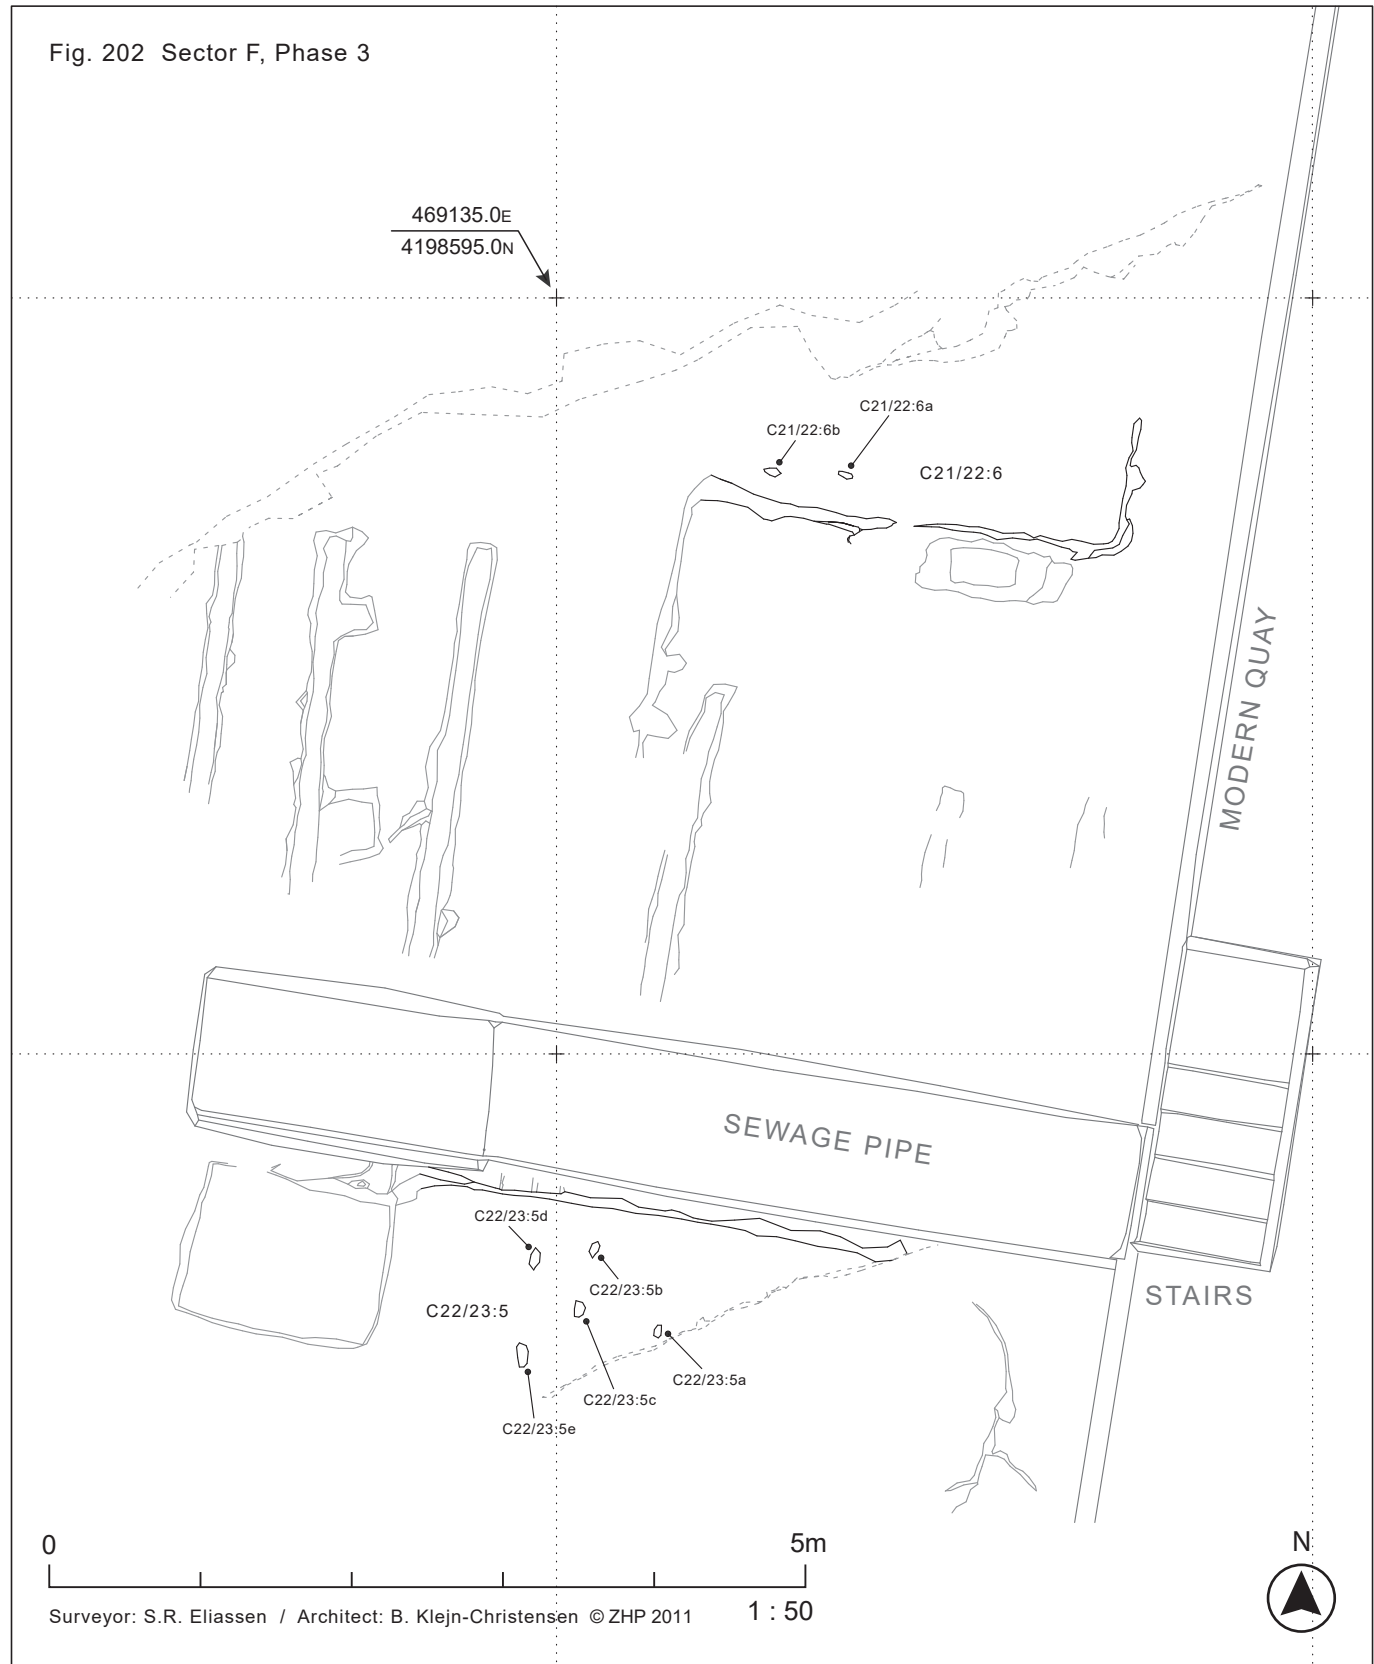 Fig. 202 Sector F, Phase 3
469135.0E
4198595.0N
C21/22:6a
C21/22:6b
C21/22:6
MODERN QUAY
SEWAGE PIPE
C22/23:5d
C22/23:5b
C22/23:5
STAIRS
C22/23:5a
C22/23:5c
C22/23:5e
0
5m
N
Surveyor: S.R. Eliassen / Architect: B. Klejn-Christensen © ZHP 2011
1 : 50